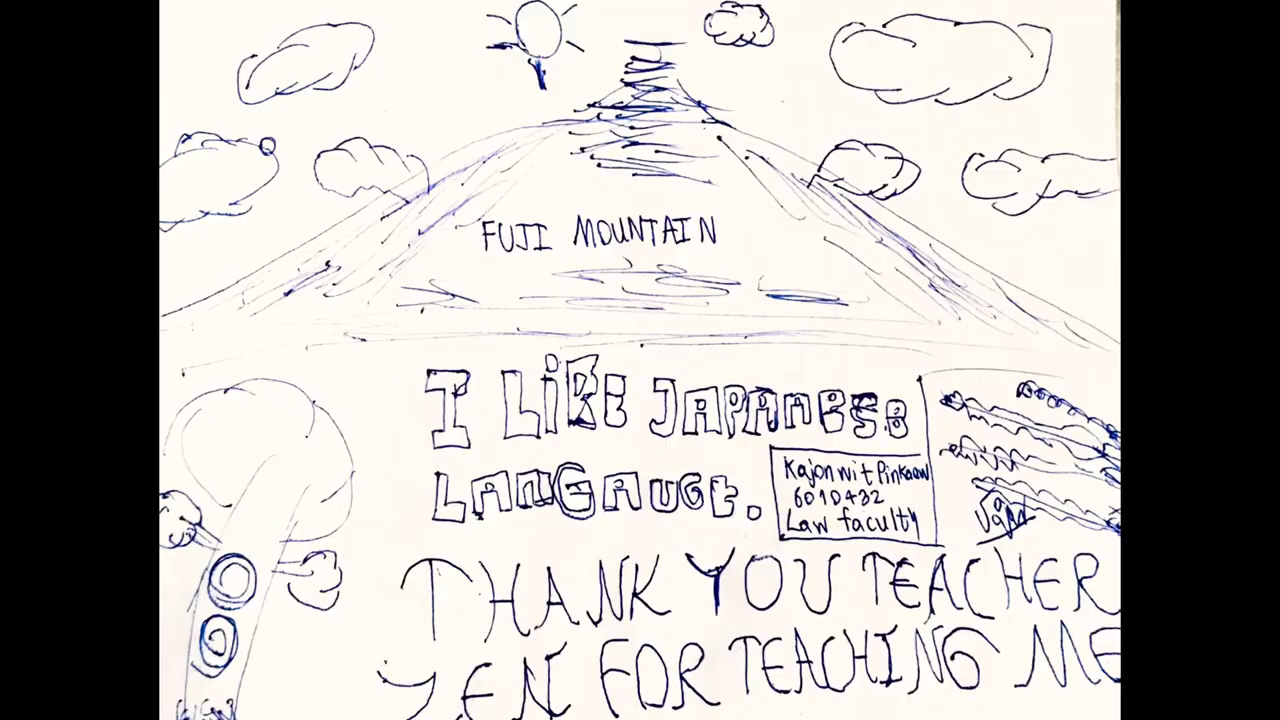 FUJI MOUNTAIN
I LIKE JAPANESE
LANGAUGE.
Kajonwit Pinkaew
6010432
Law faculty
THANK YOU TEACHER
YEN FOR TEACHING ME